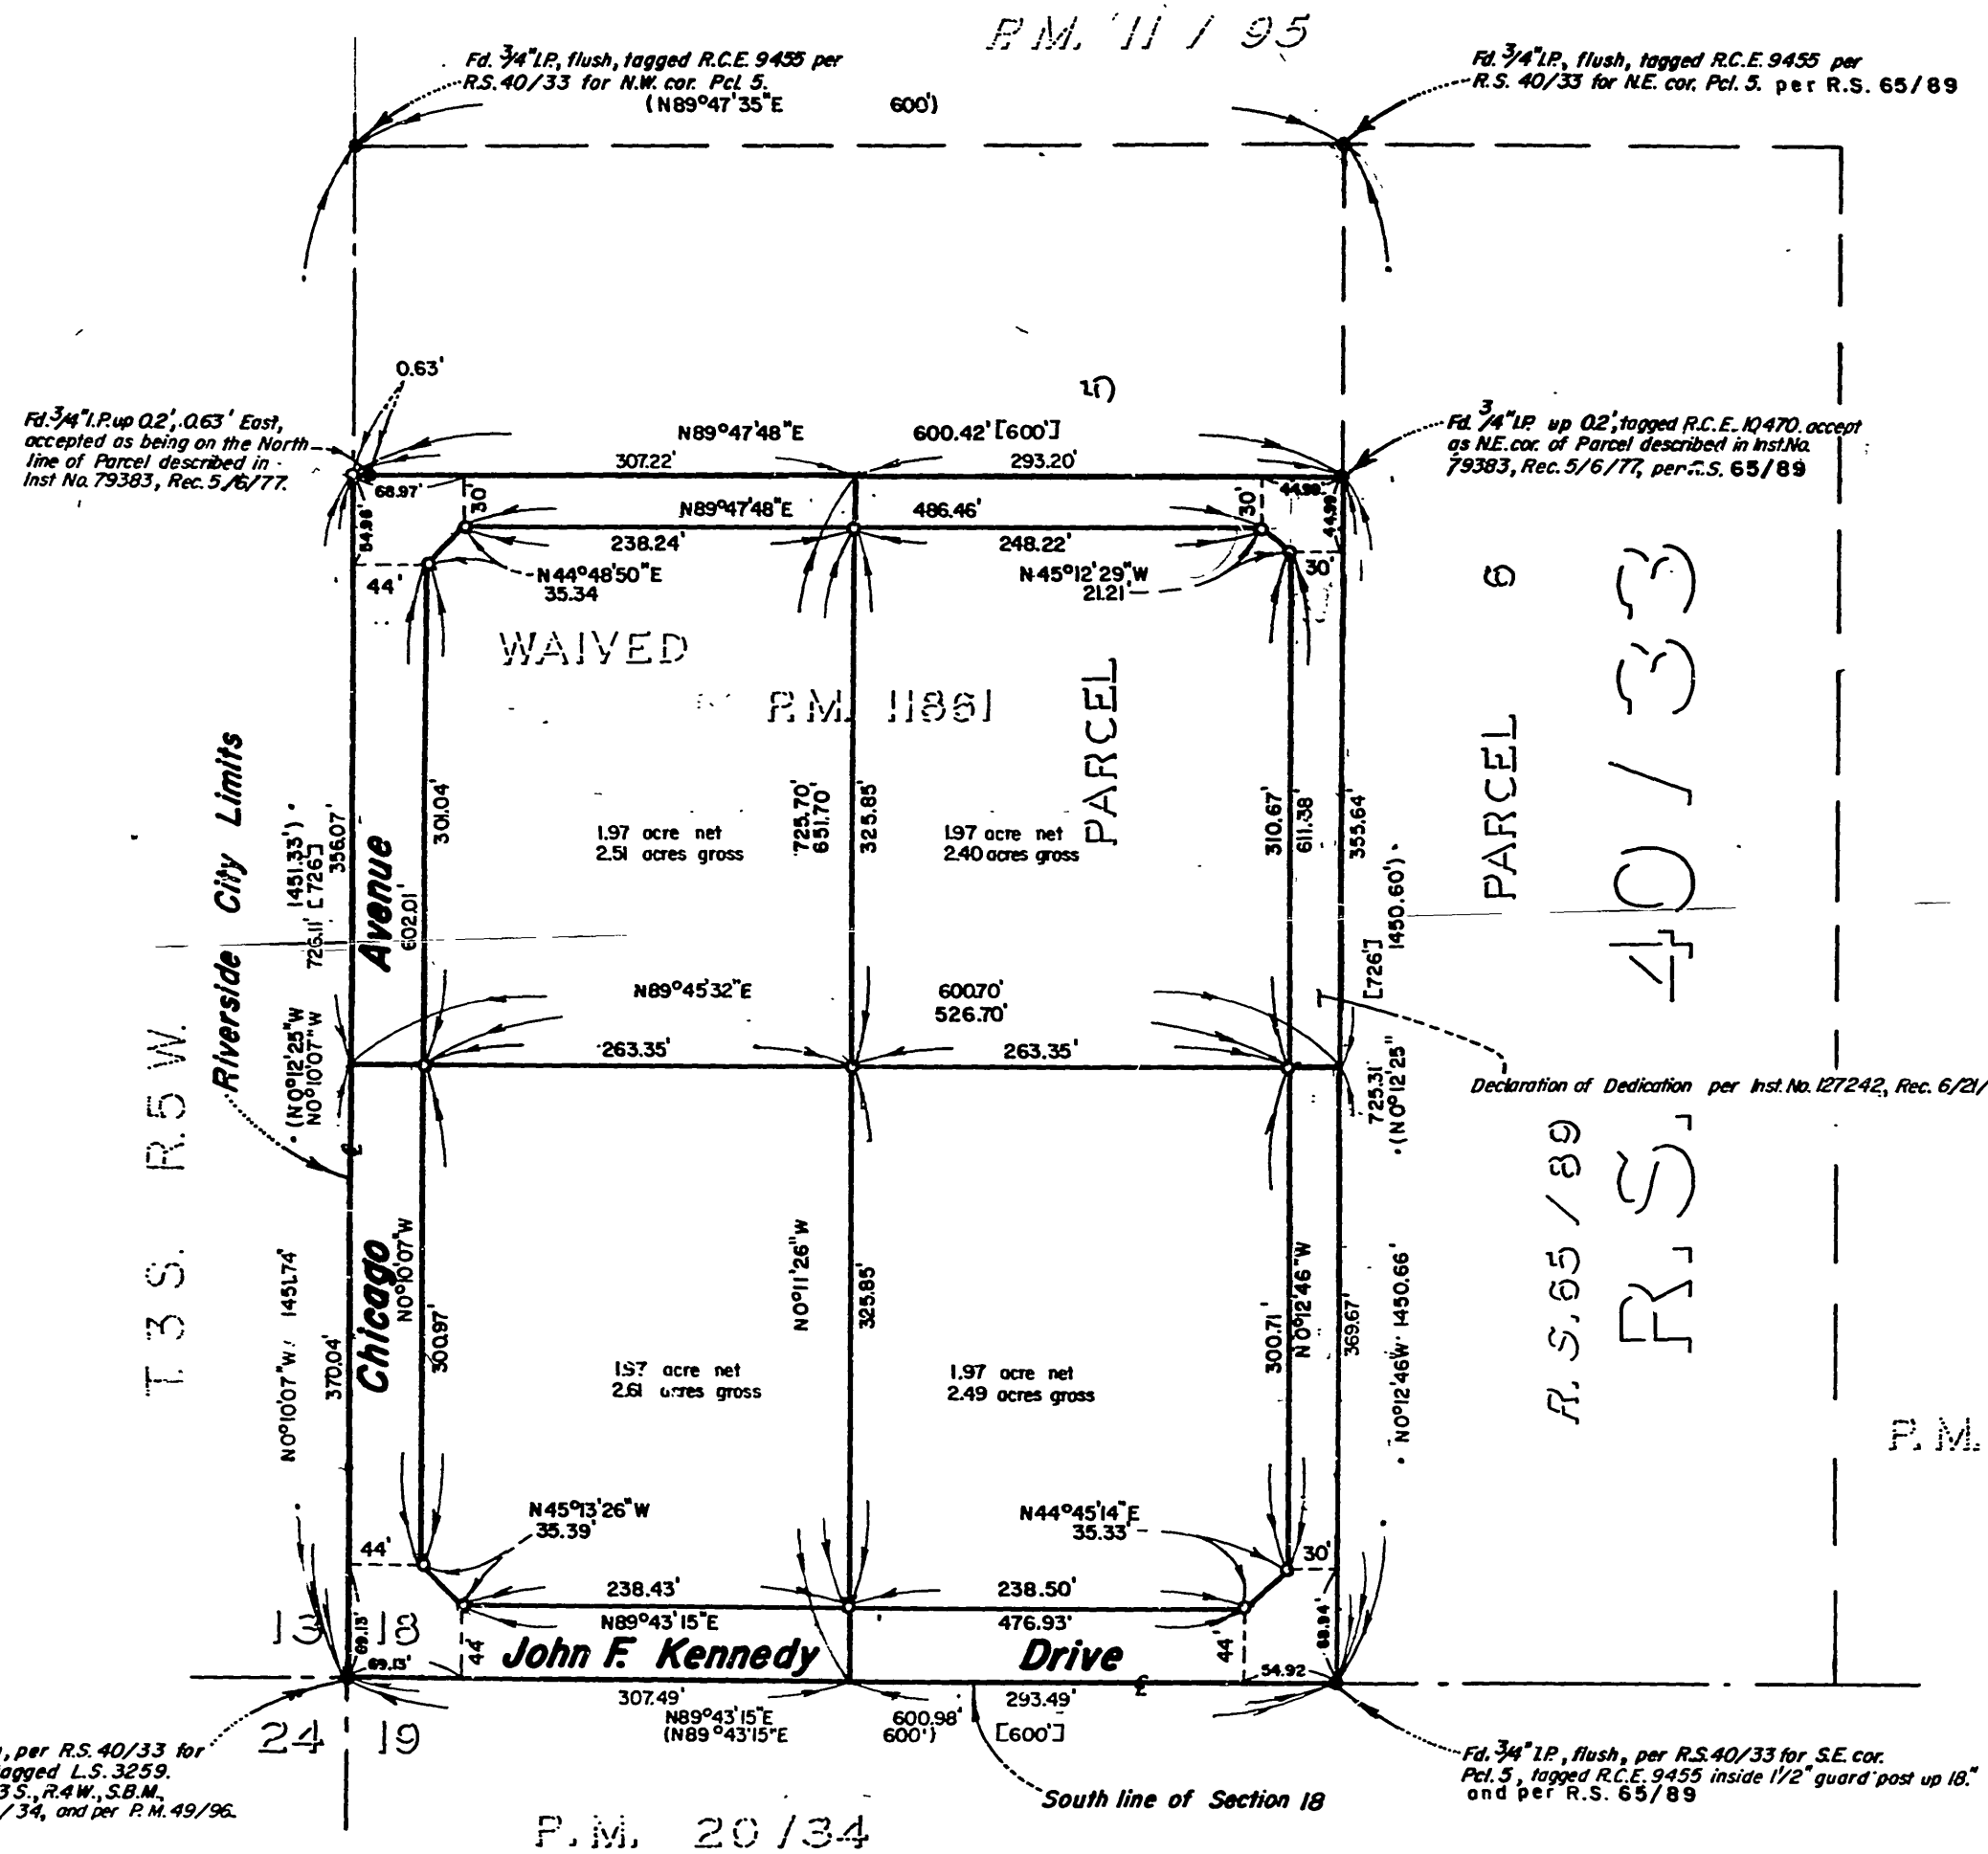 P.M. 11 / 95
Fd. 3/4" I.P., flush, tagged R.C.E. 9455 per
R.S. 40/33 for N.W. cor. Pcl. 5.
(N89°47'35"E 600')
Fd. 3/4" I.P., flush, tagged R.C.E. 9455 per
R.S. 40/33 for N.E. cor. Pcl. 5. per R.S. 65/89
0.63'
5
Fd. 3/4" I.P. up 0.2', 0.63' East,
accepted as being on the North
line of Parcel described in
Inst No. 79383, Rec. 5/6/77.
N89°47'48"E 600.42' [600']
307.22' 293.20'
Fd. 3/4" I.P. up 0.2', tagged R.C.E. 10470. accept
as N.E. cor. of Parcel described in Inst. No.
79383, Rec. 5/6/77, per R.S. 65/89
68.97' 30' 30' 44.99'
N89°47'48"E 486.46'
54.98' 44.99'
238.24' 248.22'
44' 30'
N44°48'50"E
35.34
N45°12'29"W
21.21'
WAIVED
P.M. 11861
PARCEL
PARCEL 6
R.S. 40/33
Riverside City Limits
(1451.33')
726.11' [726']
356.07'
Avenue
602.01'
301.04'
1.97 acre net
2.51 acres gross
725.70'
651.70'
325.85'
1.97 acre net
2.40 acres gross
310.67'
611.38'
355.64'
1450.60')
[726']
N89°45'32"E 600.70'
526.70'
263.35' 263.35'
(N0°12'25"W
N0°10'07"W
725.31'
(N0°12'25"
Declaration of Dedication per Inst. No. 127242, Rec. 6/21/
T. 3 S. R. 5 W.
℄
R.S. 65/89
N0°10'07"W 1451.74'
370.04'
Chicago
N0°10'07"W
300.97'
N0°11'26"W
325.85'
300.71'
N0°12'46"W
369.67'
N0°12'46"W 1450.66'
acre net
2.61 acres gross
1.97 acre net
2.49 acres gross
P.M.
N45°13'26"W
35.39'
N44°45'14"E
35.33'
44' 30'
238.43' 238.50'
N89°43'15"E 476.93'
13 18
69.13' 68.94'
69.13' 44' 44' 54.92
John F. Kennedy Drive
℄
307.49' 293.49'
N89°43'15"E 600.98'
(N89°43'15"E 600') [600']
24 19
, per R.S. 40/33 for
agged L.S. 3259.
3 S., R.4 W., S.B.M.,
/34, and per P.M. 49/96.
South line of Section 18
Fd. 3/4" I.P., flush, per R.S. 40/33 for S.E. cor.
Pcl. 5, tagged R.C.E. 9455 inside 1 1/2" guard post up 18."
and per R.S. 65/89
P.M. 20/34